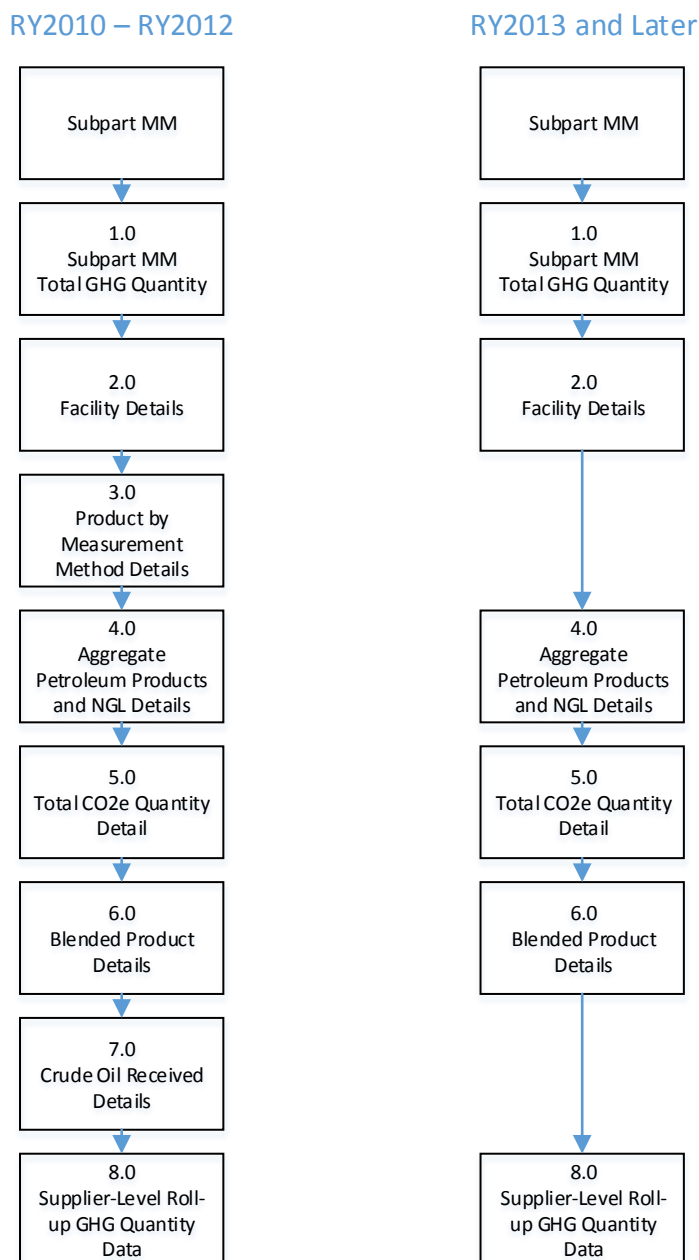 RY2010 – RY2012
Subpart MM
1.0
Subpart MM
Total GHG Quantity
2.0
Facility Details
3.0
Product by
Measurement
Method Details
4.0
Aggregate
Petroleum Products
and NGL Details
5.0
Total CO2e Quantity
Detail
6.0
Blended Product
Details
7.0
Crude Oil Received
Details
8.0
Supplier-Level Roll-
up GHG Quantity
Data
RY2013 and Later
Subpart MM
1.0
Subpart MM
Total GHG Quantity
2.0
Facility Details
4.0
Aggregate
Petroleum Products
and NGL Details
5.0
Total CO2e Quantity
Detail
6.0
Blended Product
Details
8.0
Supplier-Level Roll-
up GHG Quantity
Data